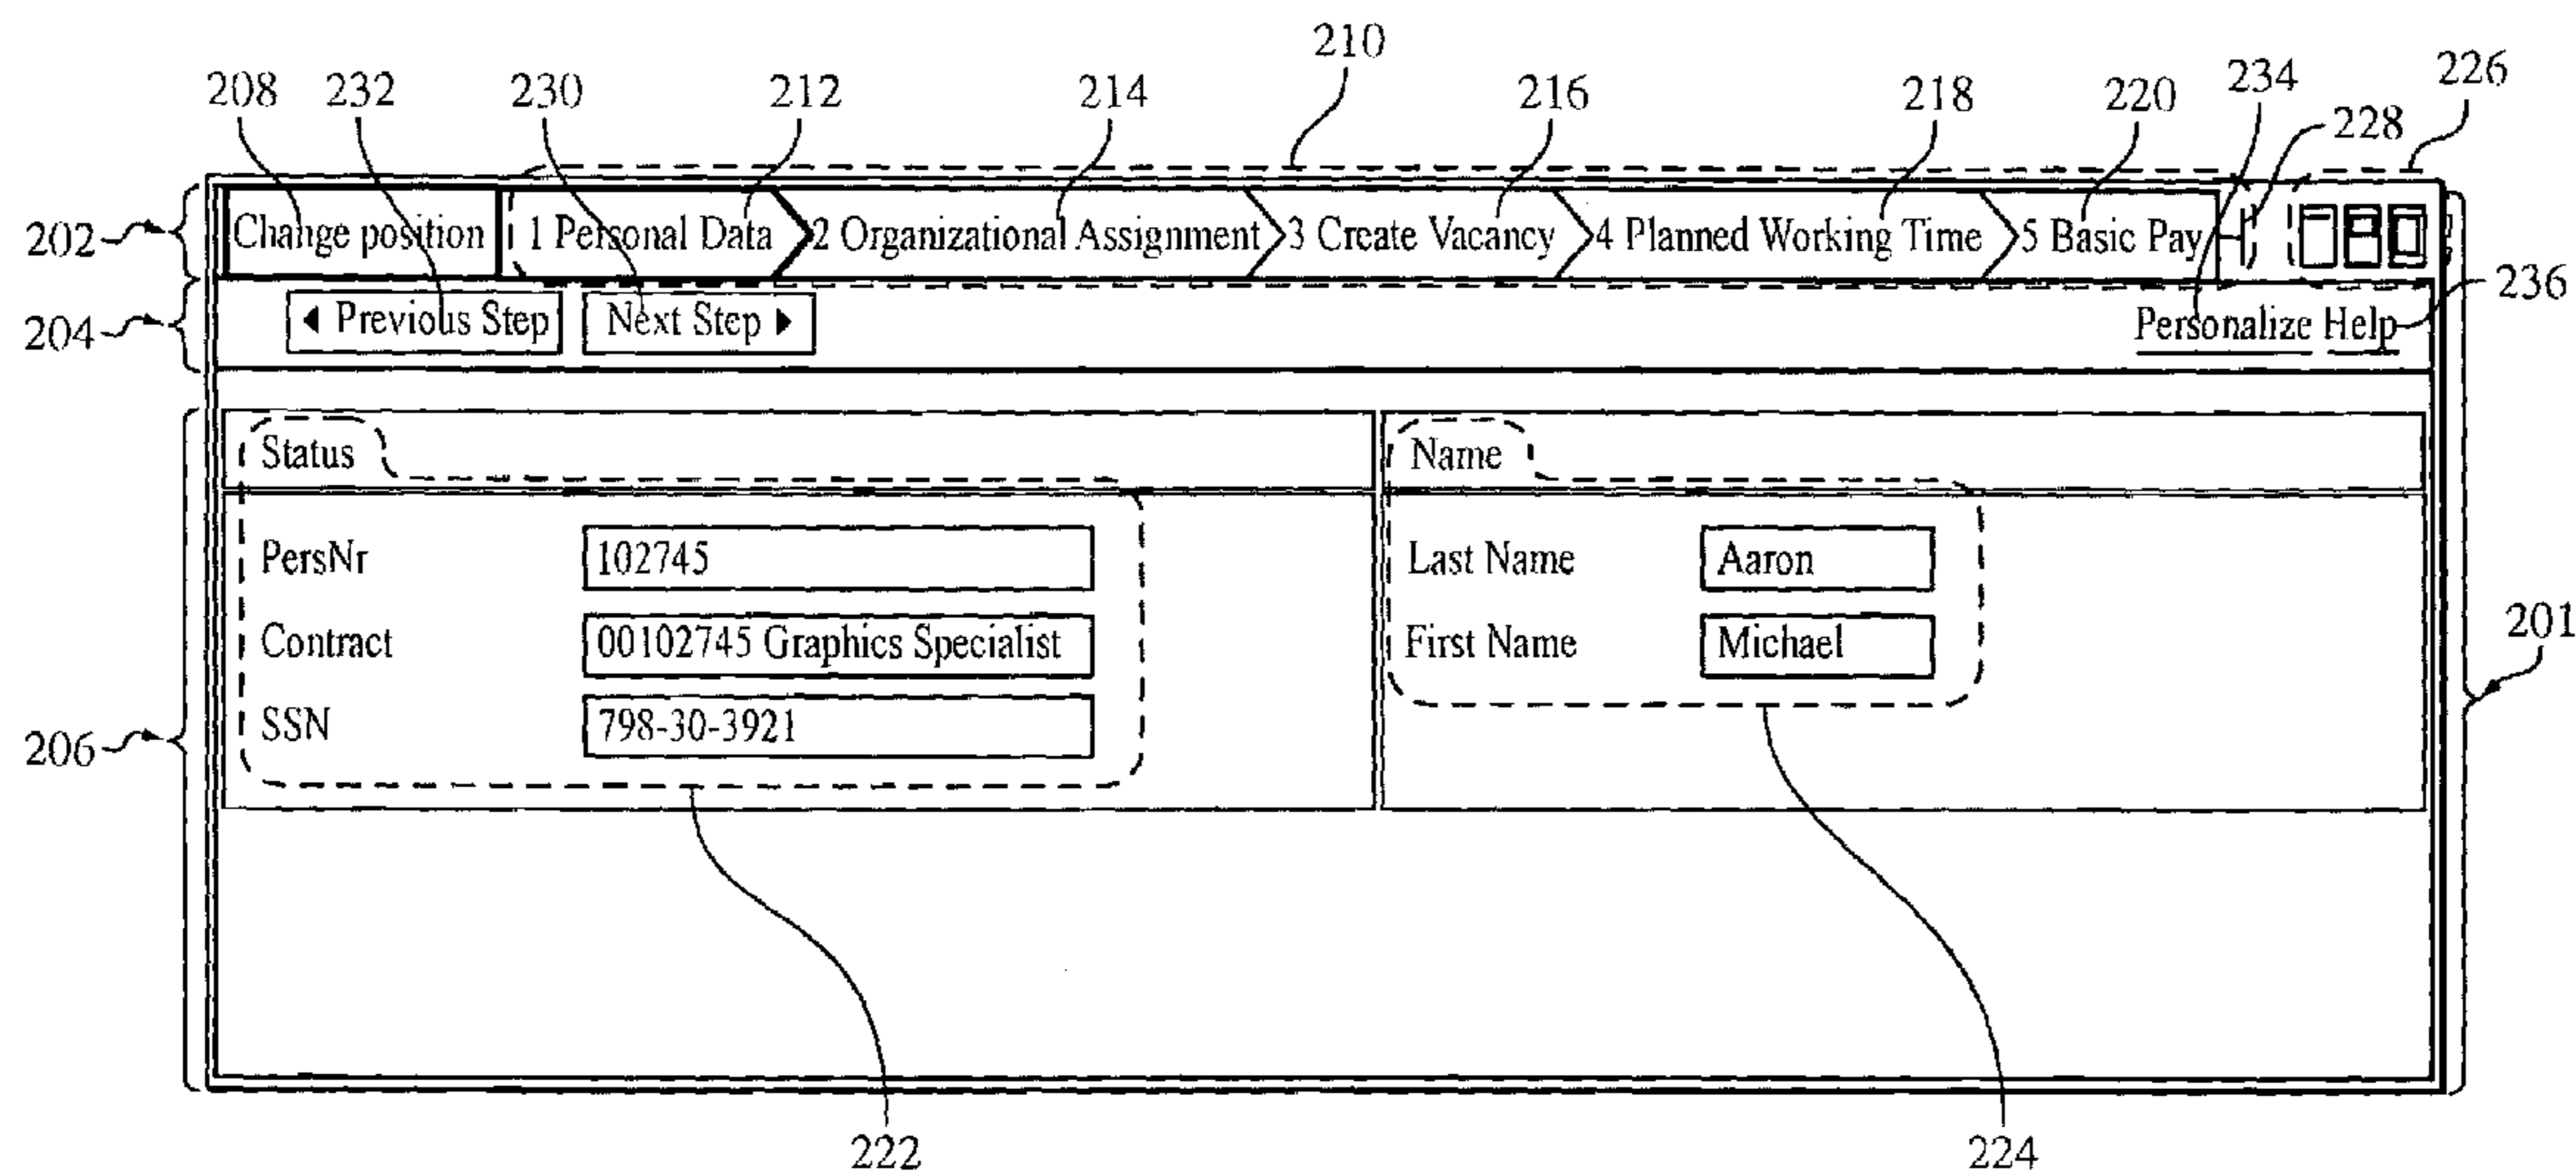 210
208 232 230 212 214 216 218 220 234 226
228
202 Change position 1 Personal Data 2 Organizational Assignment 3 Create Vacancy 4 Planned Working Time 5 Basic Pay
236
204 Previous Step Next Step Personalize Help
Status Name
PersNr 102745 Last Name Aaron
Contract 00102745 Graphics Specialist First Name Michael
201
SSN 798-30-3921
206
222 224